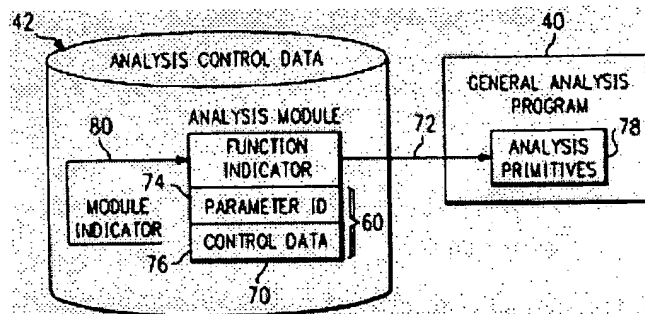 42
ANALYSIS CONTROL DATA
40
GENERAL ANALYSIS
PROGRAM
ANALYSIS MODULE
80
FUNCTION
INDICATOR
72
ANALYSIS
PRIMITIVES
78
74
MODULE
INDICATOR
PARAMETER ID
CONTROL DATA
60
76
70